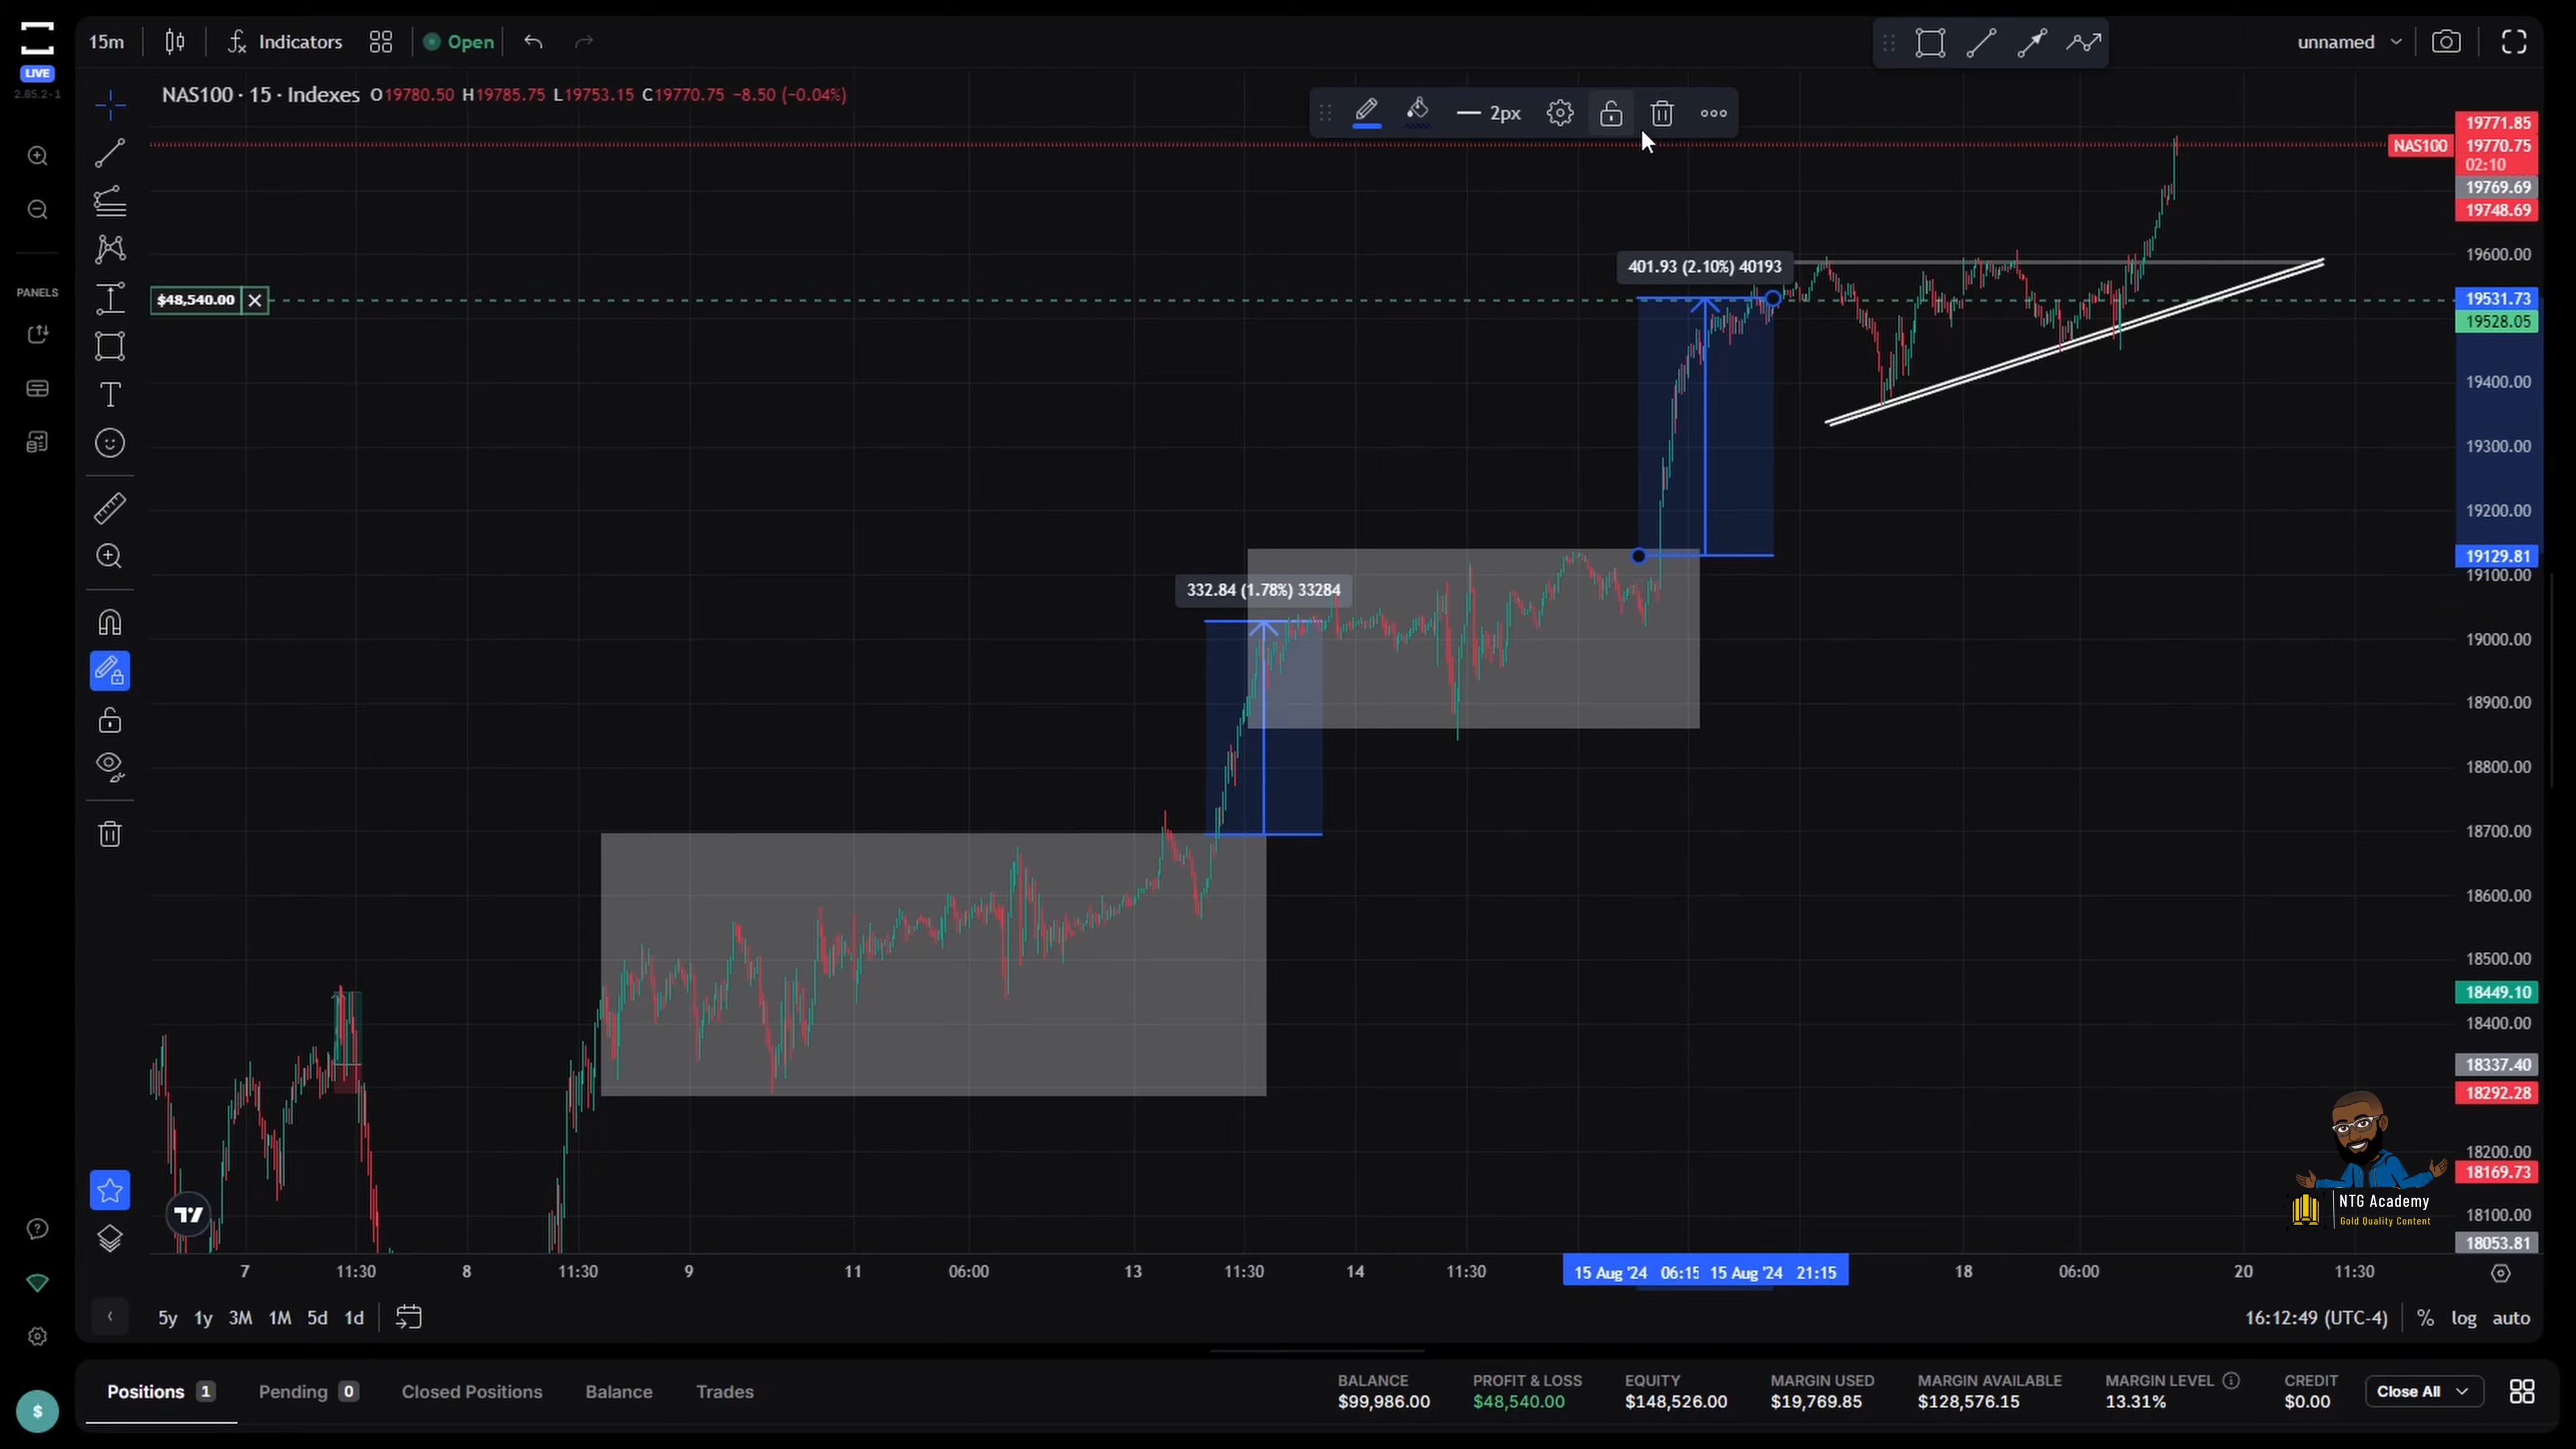 15m Indicators Open unnamed
LIVE
2.85.2-1
NAS100 · 15 · Indexes O19780.50 H19785.75 L19753.15 C19770.75 −8.50 (−0.04%)
2px
19771.85
NAS100 19770.75
02:10
19769.69
19748.69
19600.00
401.93 (2.10%) 40193
PANELS
$48,540.00
19531.73
19528.05
19400.00
19300.00
19200.00
19129.81
19100.00
332.84 (1.78%) 33284
19000.00
18900.00
18800.00
18700.00
18600.00
18500.00
18449.10
18400.00
18337.40
18292.28
18200.00
18169.73
NTG Academy
Gold Quality Content
18100.00
18053.81
7 11:30 8 11:30 9 11 06:00 13 11:30 14 11:30 15 Aug '24 06:15 15 Aug '24 21:15 18 06:00 20 11:30
5y 1y 3M 1M 5d 1d
16:12:49 (UTC-4) % log auto
Positions 1 Pending 0 Closed Positions Balance Trades
BALANCE PROFIT & LOSS EQUITY MARGIN USED MARGIN AVAILABLE MARGIN LEVEL CREDIT
$99,986.00 $48,540.00 $148,526.00 $19,769.85 $128,576.15 13.31% $0.00
Close All
$